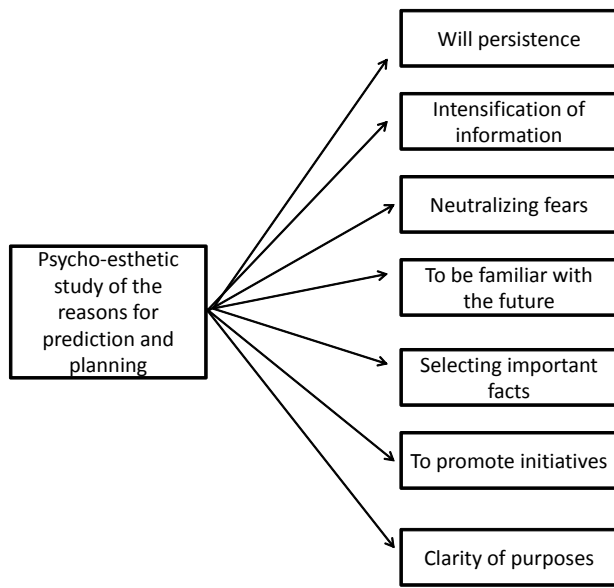 Will persistence
Intensification of
information
Neutralizing fears
Psycho-esthetic
study of the
reasons for
prediction and
planning
To be familiar with
the future
Selecting important
facts
To promote initiatives
Clarity of purposes